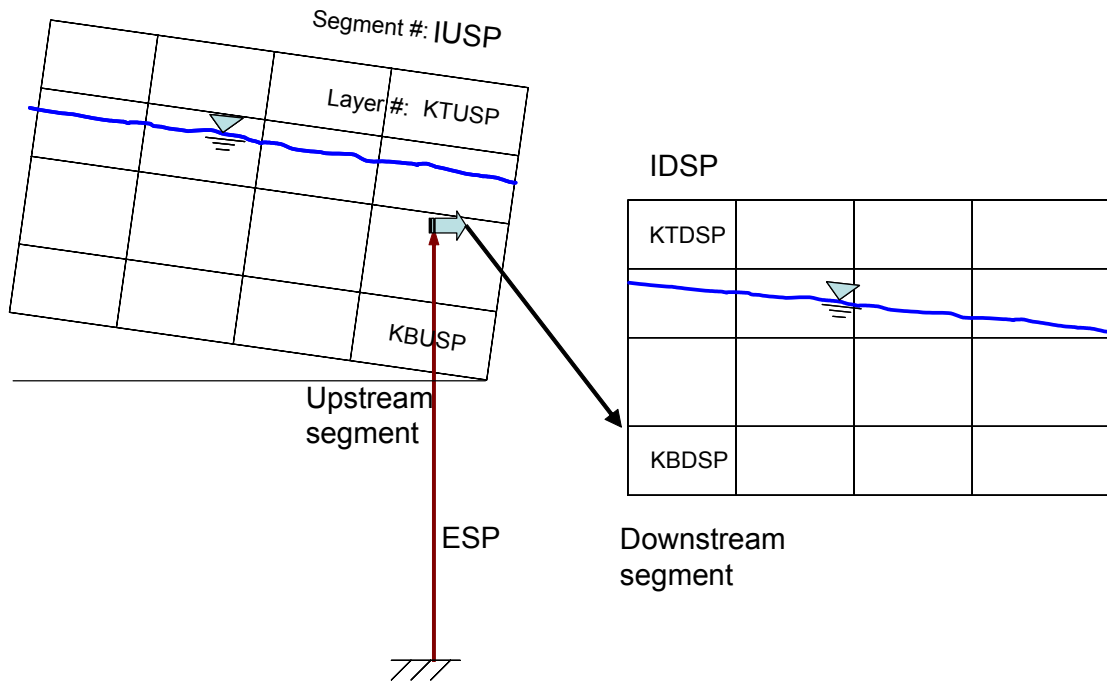 Segment #: IUSP
Layer #: KTUSP
KBUSP
Upstream
segment
ESP
IDSP
KTDSP
KBDSP
Downstream
segment